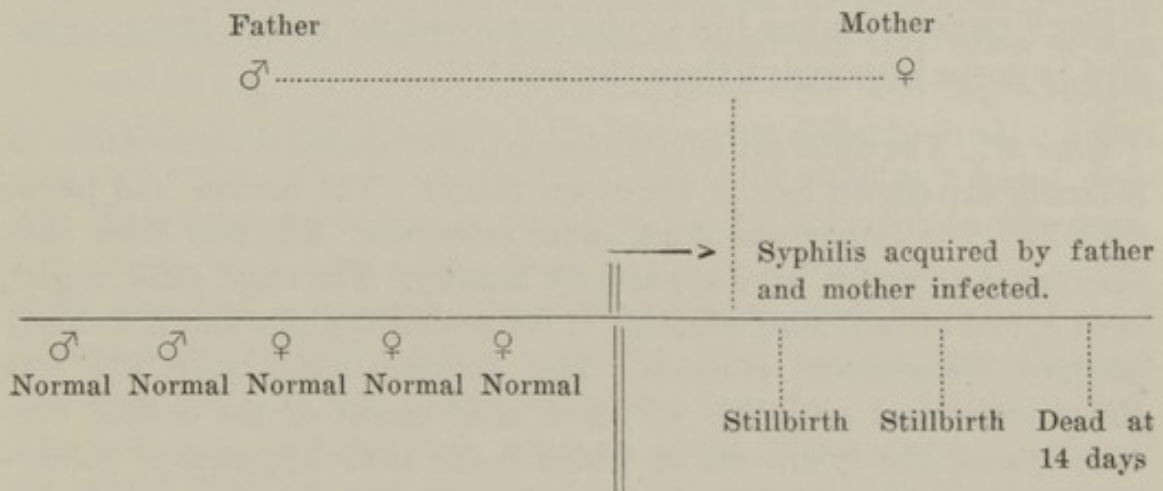 Father Mother
♂ ♀
Syphilis acquired by father
and mother infected.
♂ ♂ ♀ ♀ ♀
Normal Normal Normal Normal Normal
Stillbirth Stillbirth Dead at
14 days